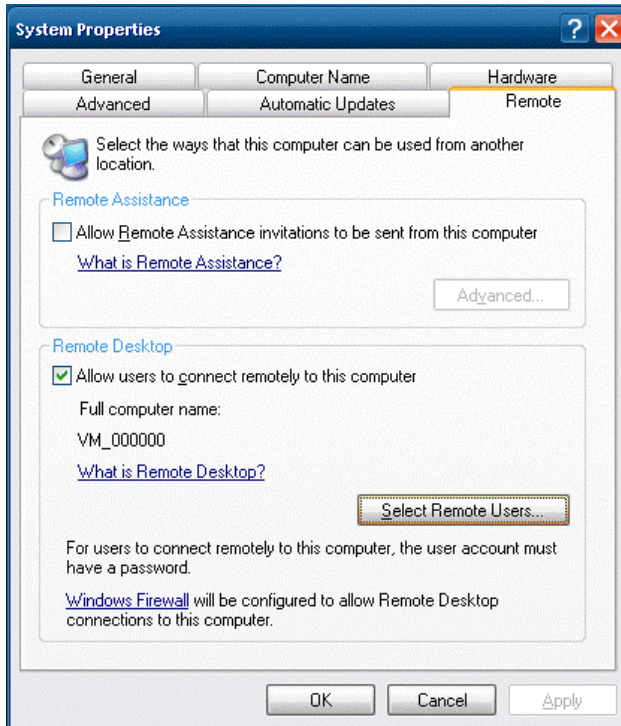 System Properties
General Computer Name Hardware
Advanced Automatic Updates Remote
Select the ways that this computer can be used from another
location.
Remote Assistance
Allow Remote Assistance invitations to be sent from this computer
What is Remote Assistance?
Advanced...
Remote Desktop
Allow users to connect remotely to this computer
Full computer name:
VM_000000
What is Remote Desktop?
Select Remote Users...
For users to connect remotely to this computer, the user account must
have a password.
Windows Firewall will be configured to allow Remote Desktop
connections to this computer.
OK Cancel Apply